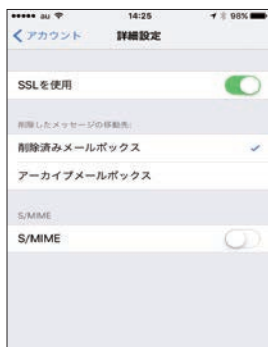 au 14:25 98%
アカウント 詳細設定
SSLを使用
削除したメッセージの移動先:
削除済みメールボックス
アーカイブメールボックス
S/MIME
S/MIME